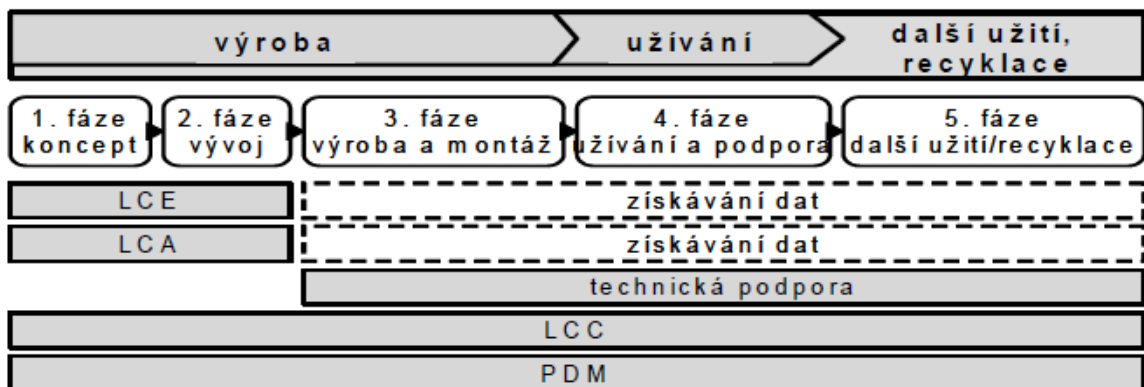 výroba
užívání
další užití,
recyklace
1. fáze
koncept
2. fáze
vývoj
3. fáze
výroba a montáž
4. fáze
užívání a podpora
5. fáze
další užití/recyklace
LCE
získávání dat
LCA
získávání dat
technická podpora
LCC
PDM